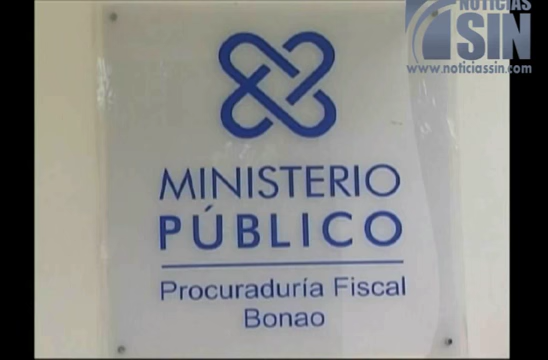 NOTICIAS
SIN
www.noticiassin.com
MINISTERIO
PÚBLICO
Procuraduría Fiscal
Bonao